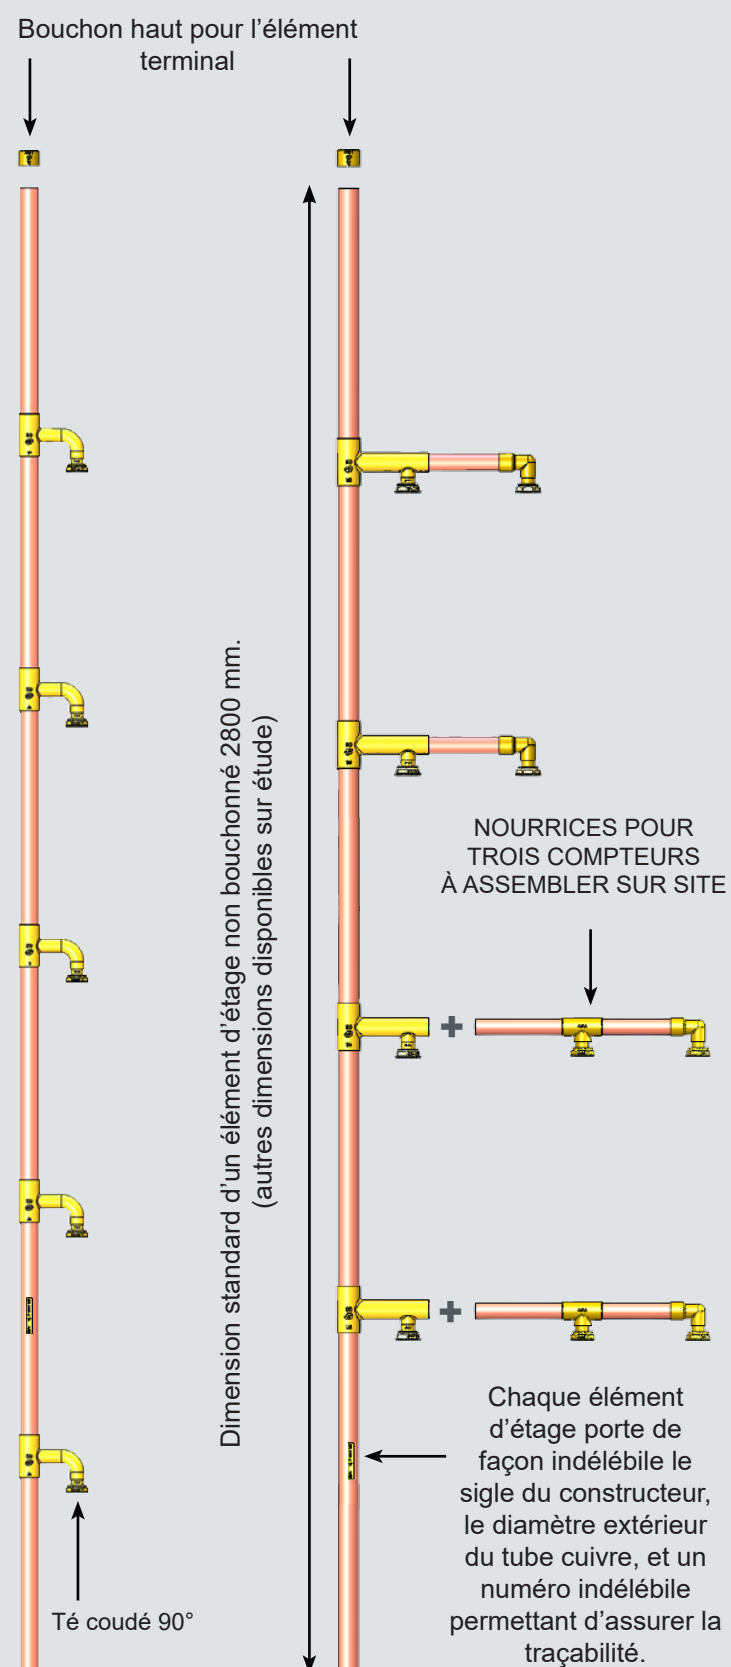 Bouchon haut pour l’élément
terminal
Dimension standard d’un élément d’étage non bouchonné 2800 mm.
(autres dimensions disponibles sur étude)
NOURRICES POUR
TROIS COMPTEURS
À ASSEMBLER SUR SITE
+
+
Chaque élément
d’étage porte de
façon indélébile le
sigle du constructeur,
le diamètre extérieur
du tube cuivre, et un
numéro indélébile
permettant d’assurer la
traçabilité.
Té coudé 90°